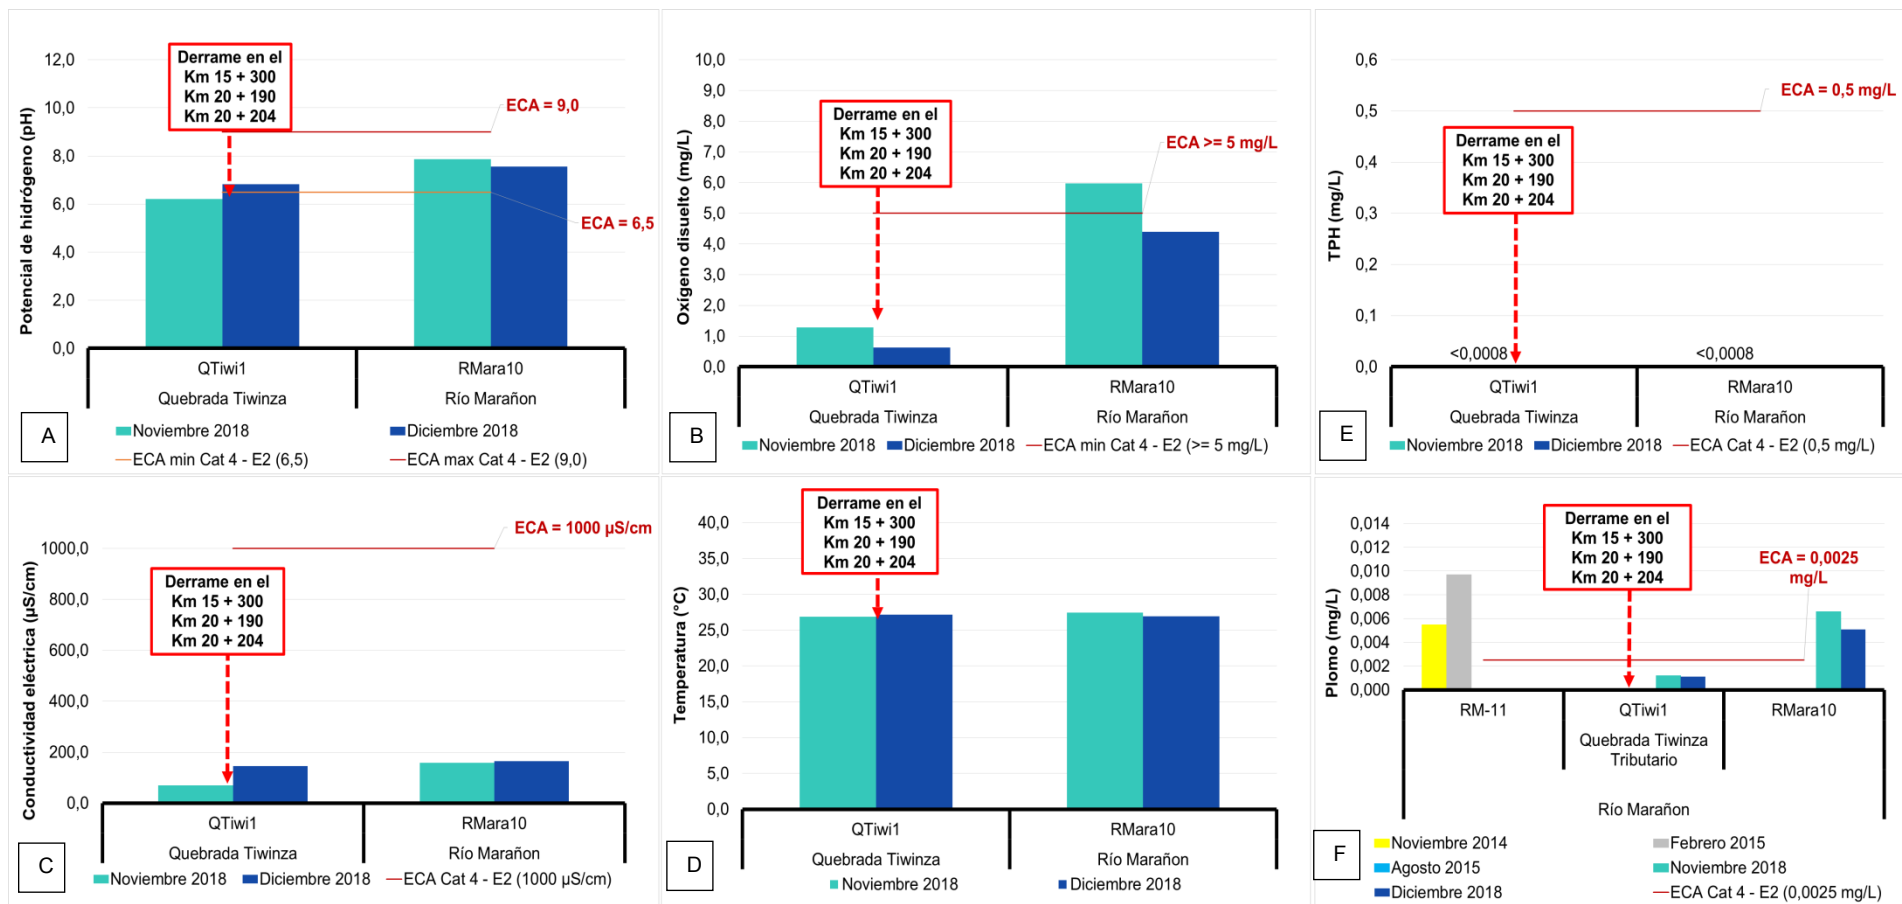 12,0
10,0
8,0
6,0
4,0
2,0
0,0
Potencial de hidrógeno (pH)
Derrame en el
Km 15 + 300
Km 20 + 190
Km 20 + 204
ECA = 9,0
ECA = 6,5
QTiwi1
RMara10
Quebrada Tiwinza
Río Marañon
A
Noviembre 2018
Diciembre 2018
ECA min Cat 4 - E2 (6,5)
ECA max Cat 4 - E2 (9,0)
10,0
9,0
8,0
7,0
6,0
5,0
4,0
3,0
2,0
1,0
0,0
Oxígeno disuelto (mg/L)
Derrame en el
Km 15 + 300
Km 20 + 190
Km 20 + 204
ECA >= 5 mg/L
QTiwi1
RMara10
Quebrada Tiwinza
Río Marañon
B
Noviembre 2018
Diciembre 2018
ECA min Cat 4 - E2 (>= 5 mg/L)
0,6
0,5
0,4
0,3
0,2
0,1
0,0
TPH (mg/L)
ECA = 0,5 mg/L
Derrame en el
Km 15 + 300
Km 20 + 190
Km 20 + 204
<0,0008
<0,0008
QTiwi1
RMara10
Quebrada Tiwinza
Río Marañon
E
Noviembre 2018
Diciembre 2018
ECA Cat 4 - E2 (0,5 mg/L)
1000,0
800,0
600,0
400,0
200,0
0,0
Conductividad eléctrica (µS/cm)
ECA = 1000 µS/cm
Derrame en el
Km 15 + 300
Km 20 + 190
Km 20 + 204
QTiwi1
RMara10
Quebrada Tiwinza
Río Marañon
C
Noviembre 2018
Diciembre 2018
ECA Cat 4 - E2 (1000 µS/cm)
40,0
35,0
30,0
25,0
20,0
15,0
10,0
5,0
0,0
Temperatura (°C)
Derrame en el
Km 15 + 300
Km 20 + 190
Km 20 + 204
QTiwi1
RMara10
Quebrada Tiwinza
Río Marañon
D
Noviembre 2018
Diciembre 2018
0,014
0,012
0,010
0,008
0,006
0,004
0,002
0,000
Plomo (mg/L)
Derrame en el
Km 15 + 300
Km 20 + 190
Km 20 + 204
ECA = 0,0025
mg/L
RM-11
QTiwi1
RMara10
Quebrada Tiwinza
Tributario
Río Marañon
F
Noviembre 2014
Febrero 2015
Agosto 2015
Noviembre 2018
Diciembre 2018
ECA Cat 4 - E2 (0,0025 mg/L)